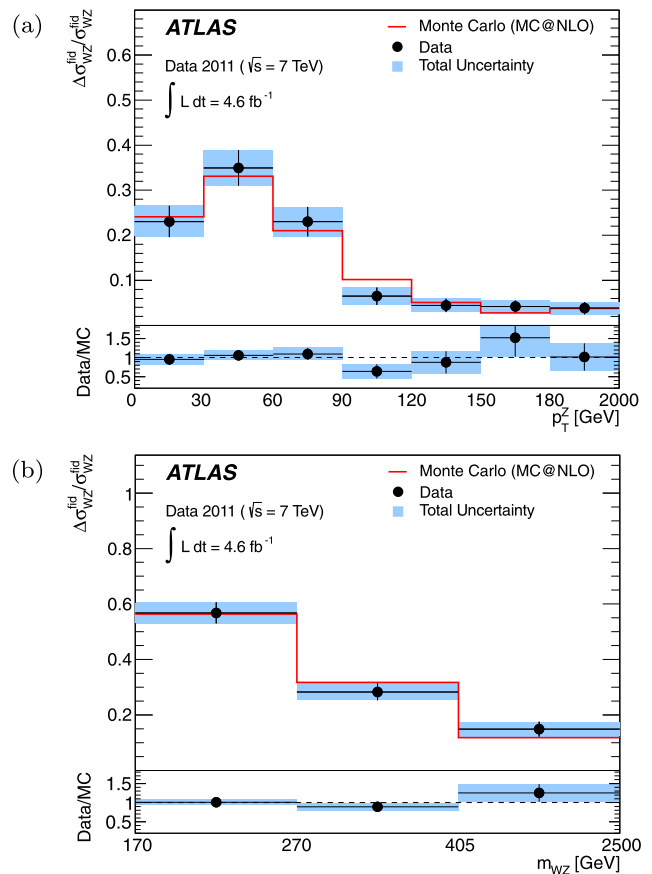 (a)
Δσ^fid_WZ/σ^fid_WZ
ATLAS
Data 2011 (√s = 7 TeV)
∫ L dt = 4.6 fb⁻¹
Monte Carlo (MC@NLO)
Data
Total Uncertainty
0.6
0.5
0.4
0.3
0.2
0.1
Data/MC
1.5
1
0.5
0 30 60 90 120 150 180 2000
p^Z_T [GeV]
(b)
Δσ^fid_WZ/σ^fid_WZ
ATLAS
Data 2011 (√s = 7 TeV)
∫ L dt = 4.6 fb⁻¹
Monte Carlo (MC@NLO)
Data
Total Uncertainty
1
0.8
0.6
0.4
0.2
Data/MC
1.5
1
0.5
170 270 405 2500
m_WZ [GeV]